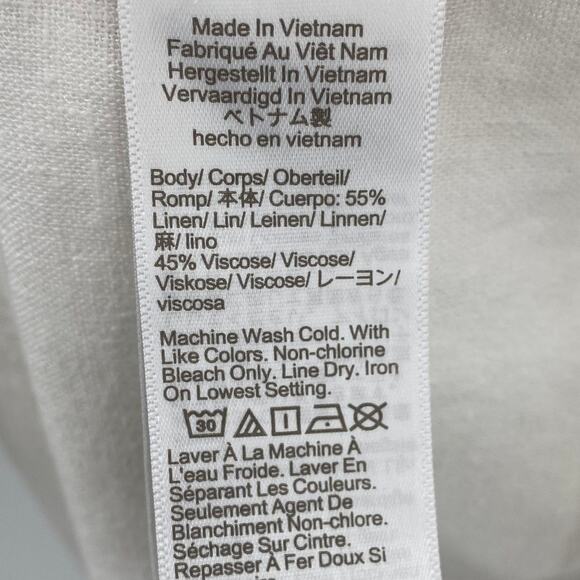 Made In Vietnam
Fabriqué Au Viêt Nam
Hergestellt In Vietnam
Vervaardigd In Vietnam
ベトナム製
hecho en vietnam
Body/ Corps/ Oberteil/
Romp/ 本体/ Cuerpo: 55%
Linen/ Lin/ Leinen/ Linnen/
麻/ lino
45% Viscose/ Viscose/
Viskose/ Viscose/ レーヨン/
viscosa
Machine Wash Cold. With
Like Colors. Non-chlorine
Bleach Only. Line Dry. Iron
On Lowest Setting.
30
Laver À La Machine À
L'eau Froide. Laver En
Séparant Les Couleurs.
Seulement Agent De
Blanchiment Non-chlore.
Séchage Sur Cintre.
Repasser À Fer Doux Si